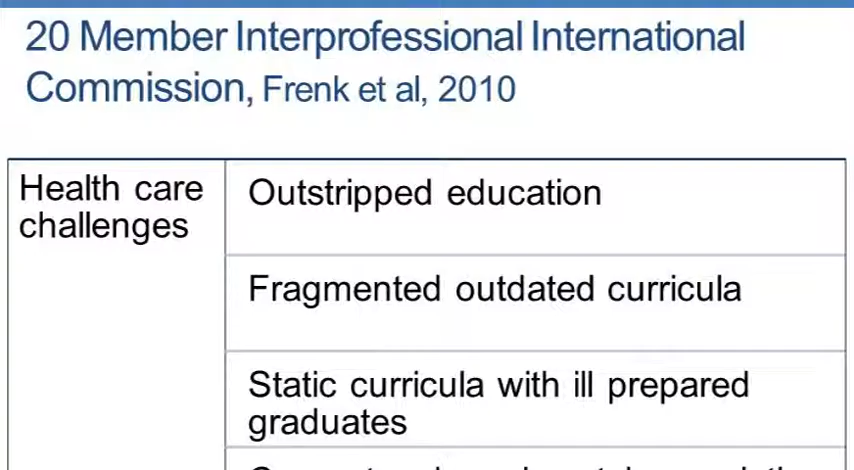 20 Member Interprofessional International
Commission, Frenk et al, 2010
Health care
challenges
Outstripped education
Fragmented outdated curricula
Static curricula with ill prepared
graduates